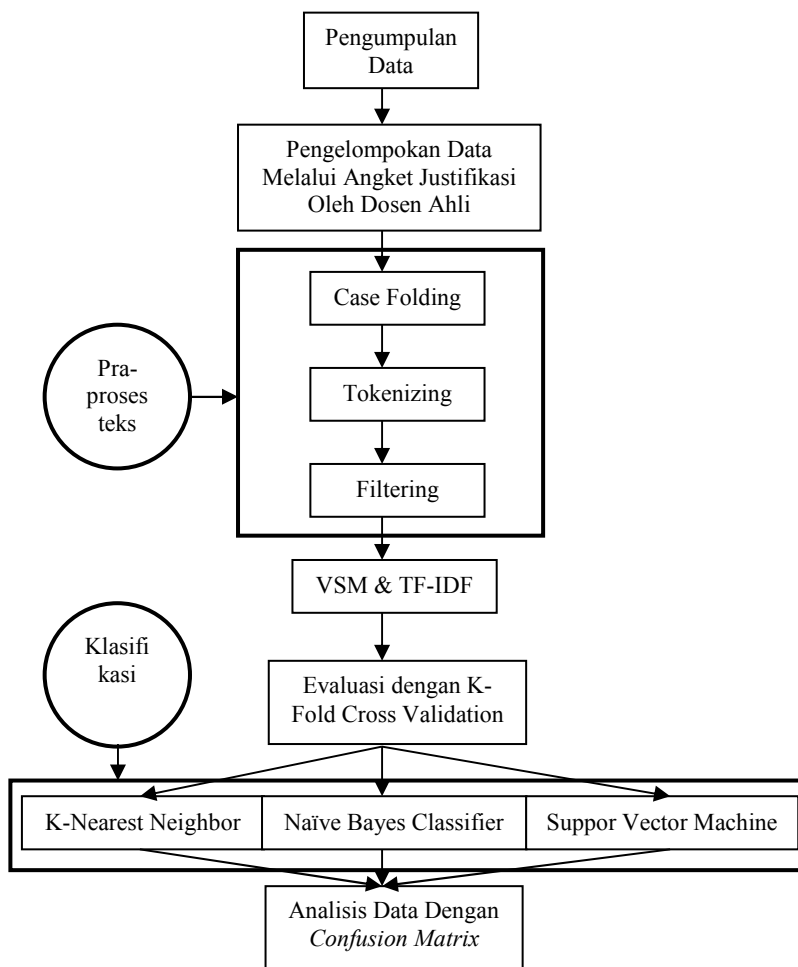 Pengumpulan
Data
Pengelompokan Data
Melalui Angket Justifikasi
Oleh Dosen Ahli
Case Folding
Pra-
proses
teks
Tokenizing
Filtering
VSM & TF-IDF
Klasifi
kasi
Evaluasi dengan K-
Fold Cross Validation
K-Nearest Neighbor
Naïve Bayes Classifier
Suppor Vector Machine
Analisis Data Dengan
Confusion Matrix